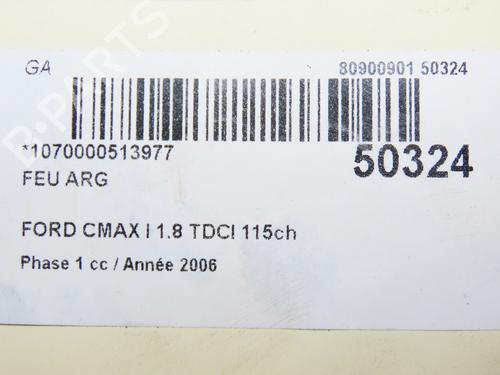 GA
80900901 50324
*1070000513977
50324
FEU ARG
FORD CMAX I 1.8 TDCI 115ch
Phase 1 cc / Année 2006
B-PARTS